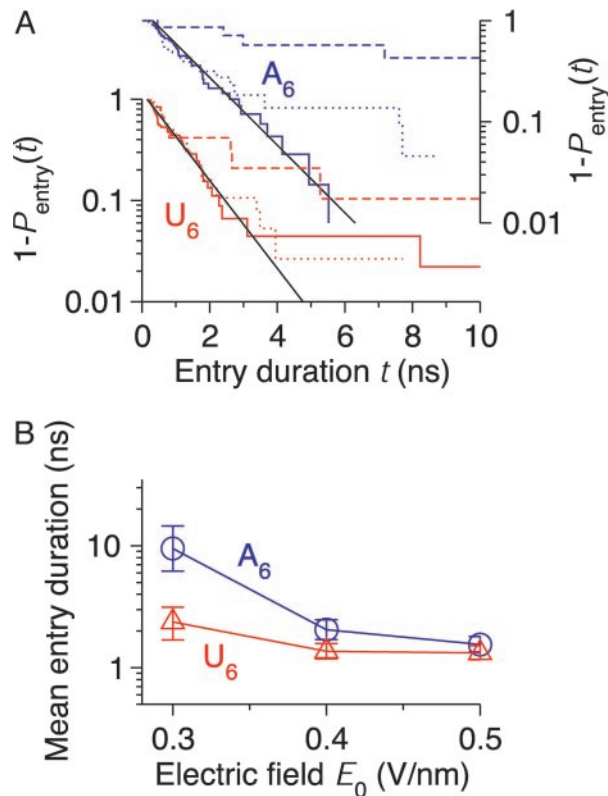 A
1
A₆
0.1
1-P_entry(t)
0.01
1
U₆
0.1
1-P_entry(t)
0.01
0 2 4 6 8 10
Entry duration t (ns)
B
Mean entry duration (ns)
10
1
A₆
U₆
0.3 0.4 0.5
Electric field E₀ (V/nm)